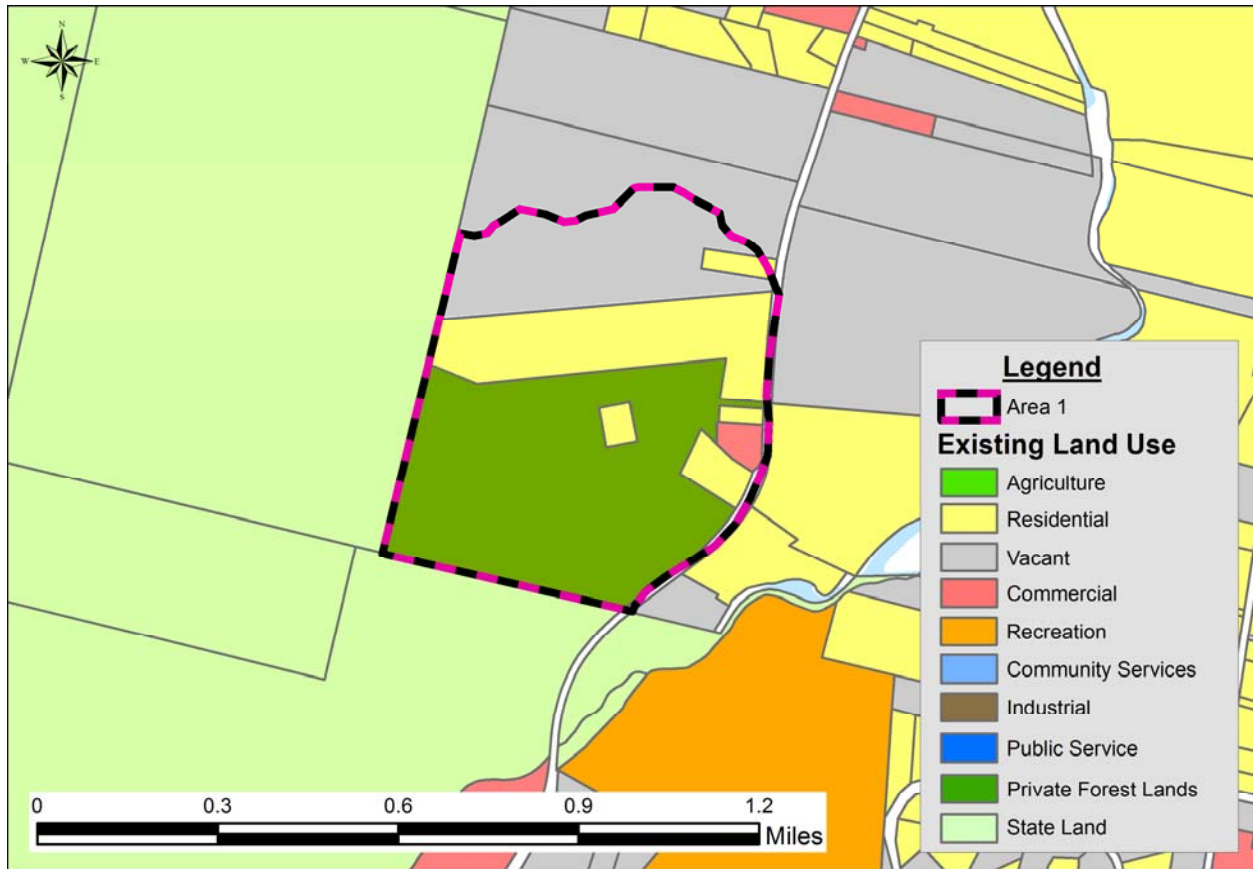 N
W E
S
Legend
Area 1
Existing Land Use
Agriculture
Residential
Vacant
Commercial
Recreation
Community Services
Industrial
Public Service
Private Forest Lands
State Land
0 0.3 0.6 0.9 1.2
Miles